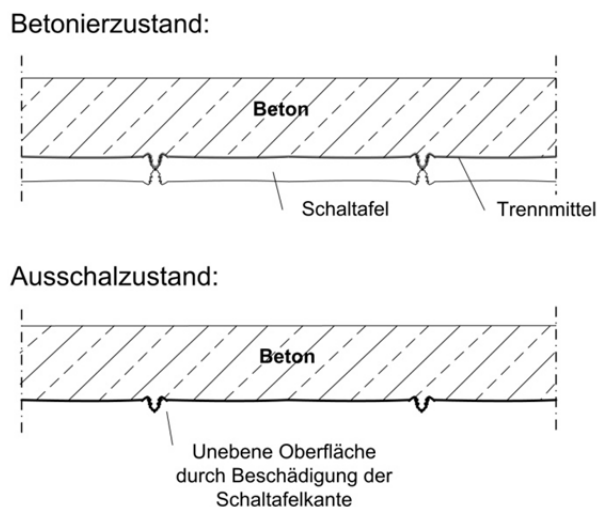 Betonierzustand:
Beton
Schaltafel
Trennmittel
Ausschalzustand:
Beton
Unebene Oberfläche
durch Beschädigung der
Schaltafelkante